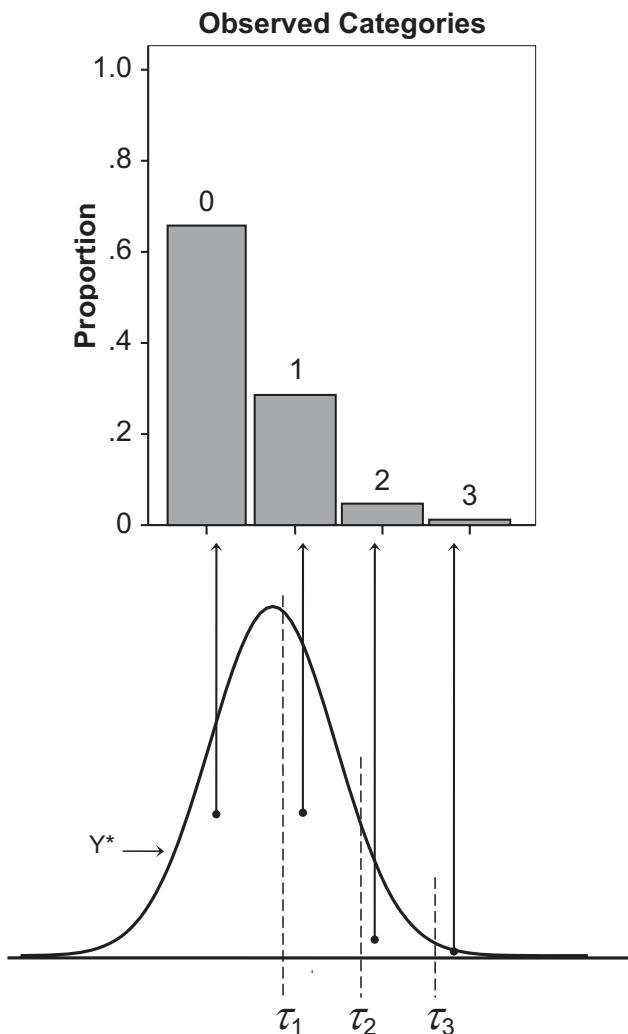 Observed Categories
Proportion
1.0
.8
.6
.4
.2
0
0
1
2
3
Y*
τ1 τ2 τ3